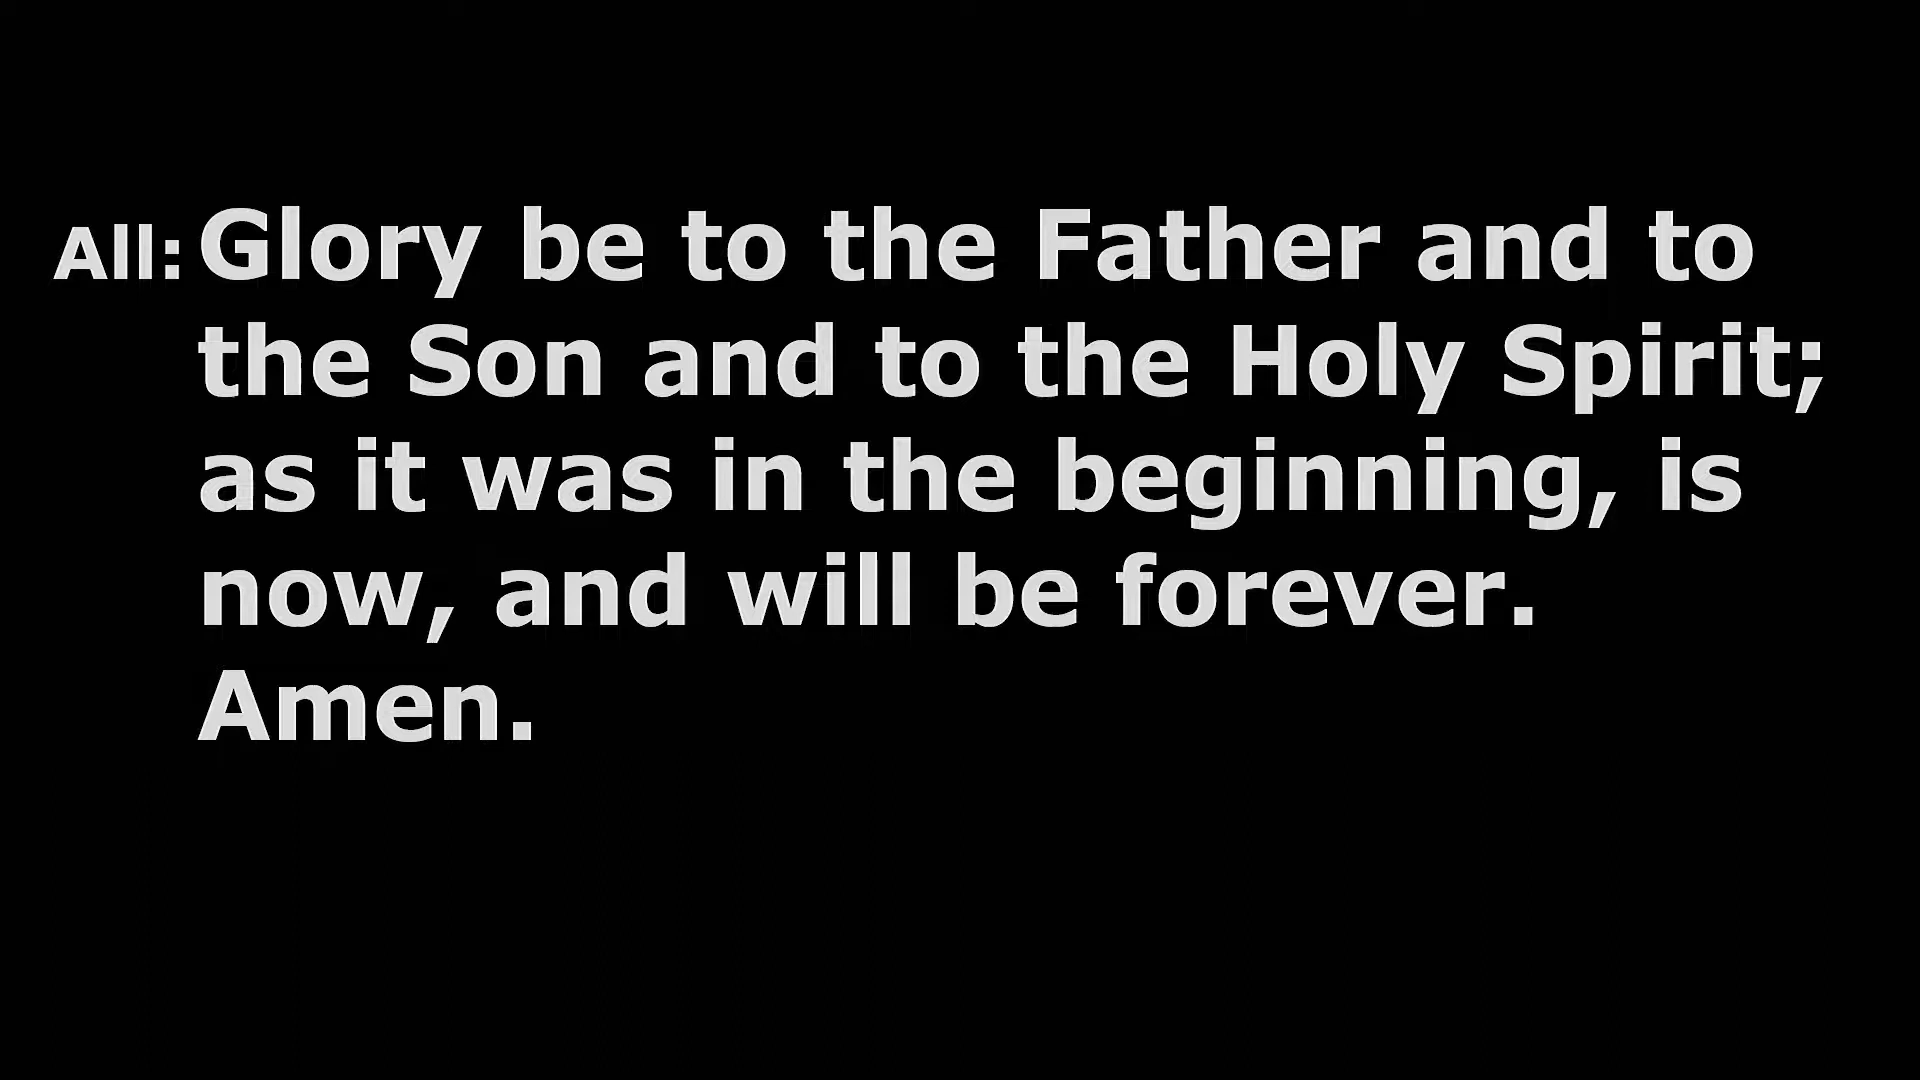 All: Glory be to the Father and to
the Son and to the Holy Spirit;
as it was in the beginning, is
now, and will be forever.
Amen.